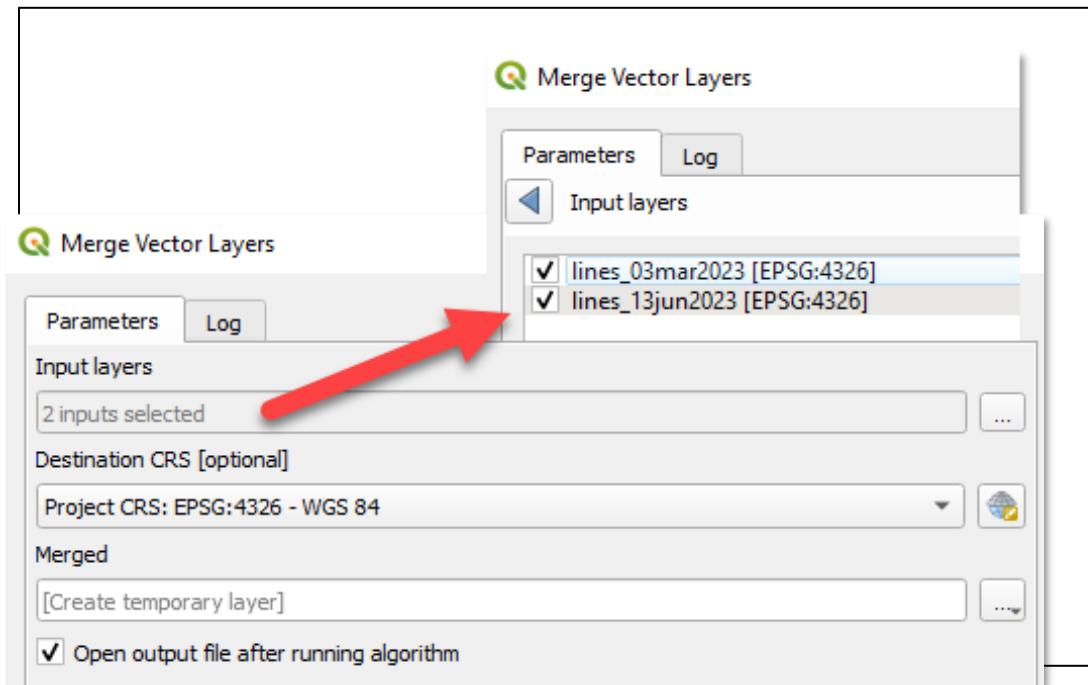 Merge Vector Layers
Parameters
Log
Input layers
lines_03mar2023 [EPSG:4326]
lines_13jun2023 [EPSG:4326]
Merge Vector Layers
Parameters
Log
Input layers
2 inputs selected
...
Destination CRS [optional]
Project CRS: EPSG:4326 - WGS 84
Merged
[Create temporary layer]
...
Open output file after running algorithm